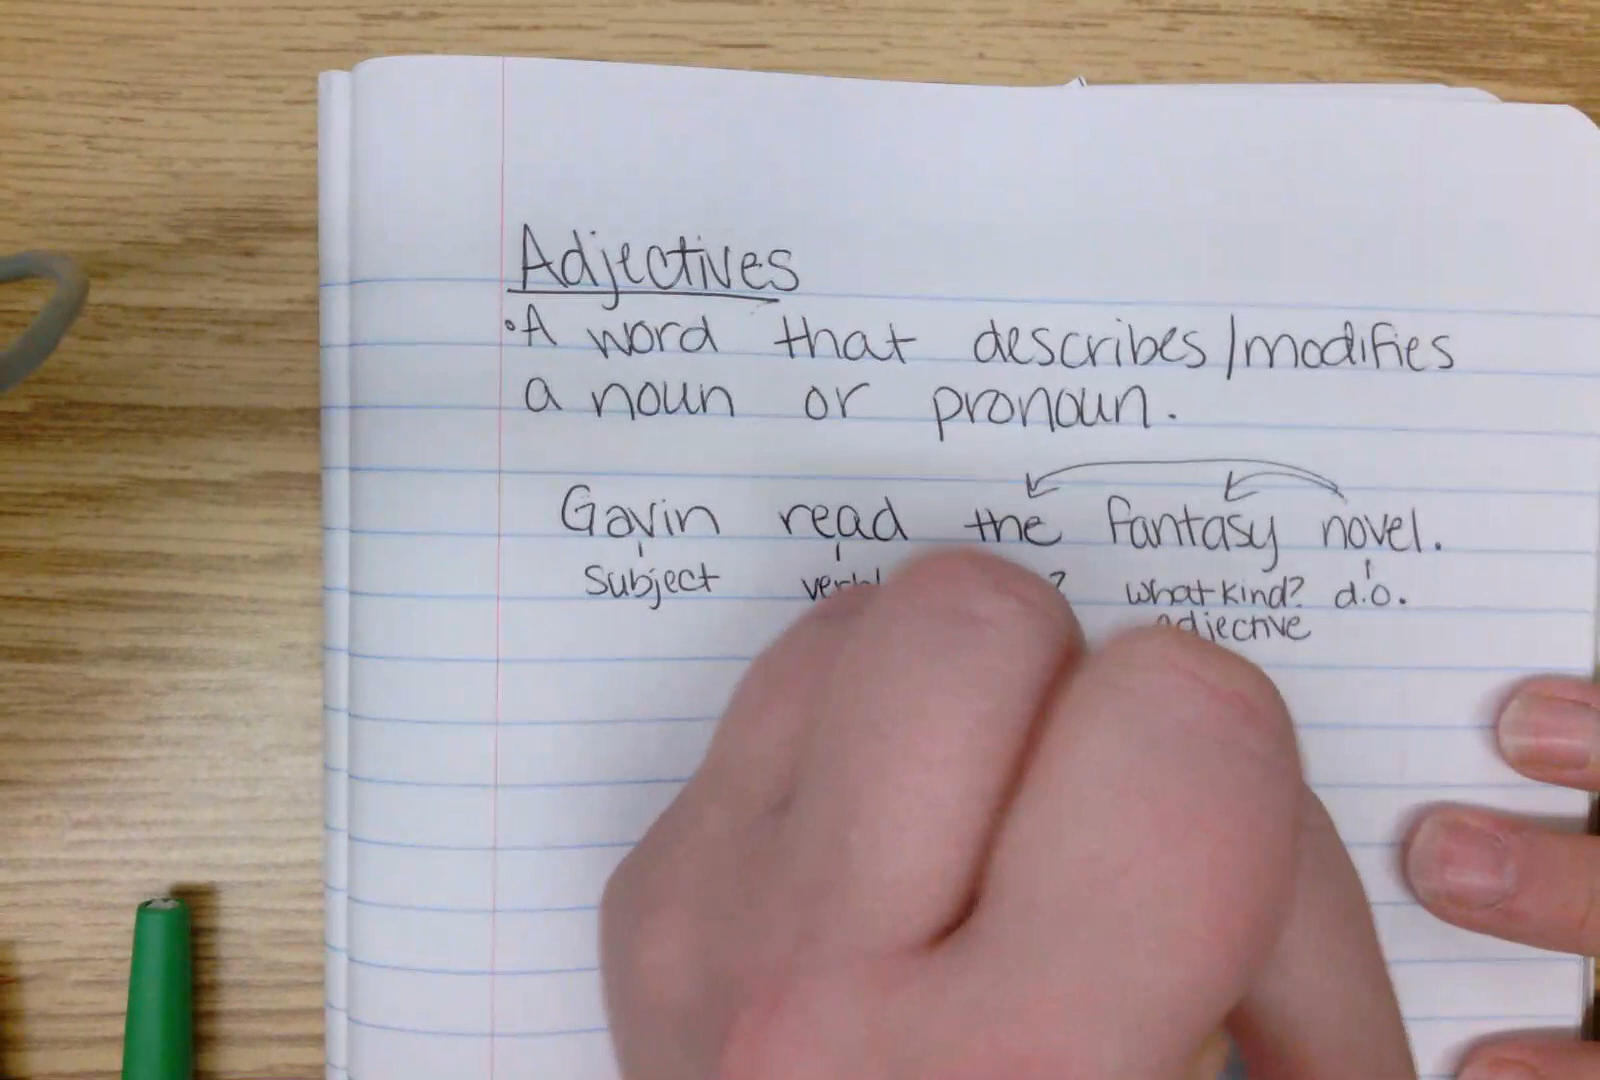 Adjectives
•A word that describes/modifies
a noun or pronoun.
Gavin read the fantasy novel.
subject ? what kind? d.o.
adjective